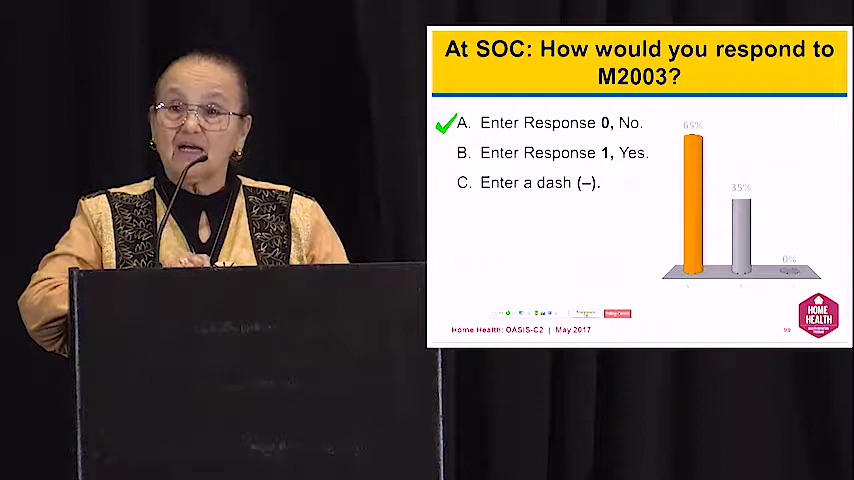 At SOC: How would you respond to
M2003?
A. Enter Response 0, No.
B. Enter Response 1, Yes.
C. Enter a dash (–).
65%
35%
0%
HOME
HEALTH
Home Health: OASIS-C2 | May 2017
99